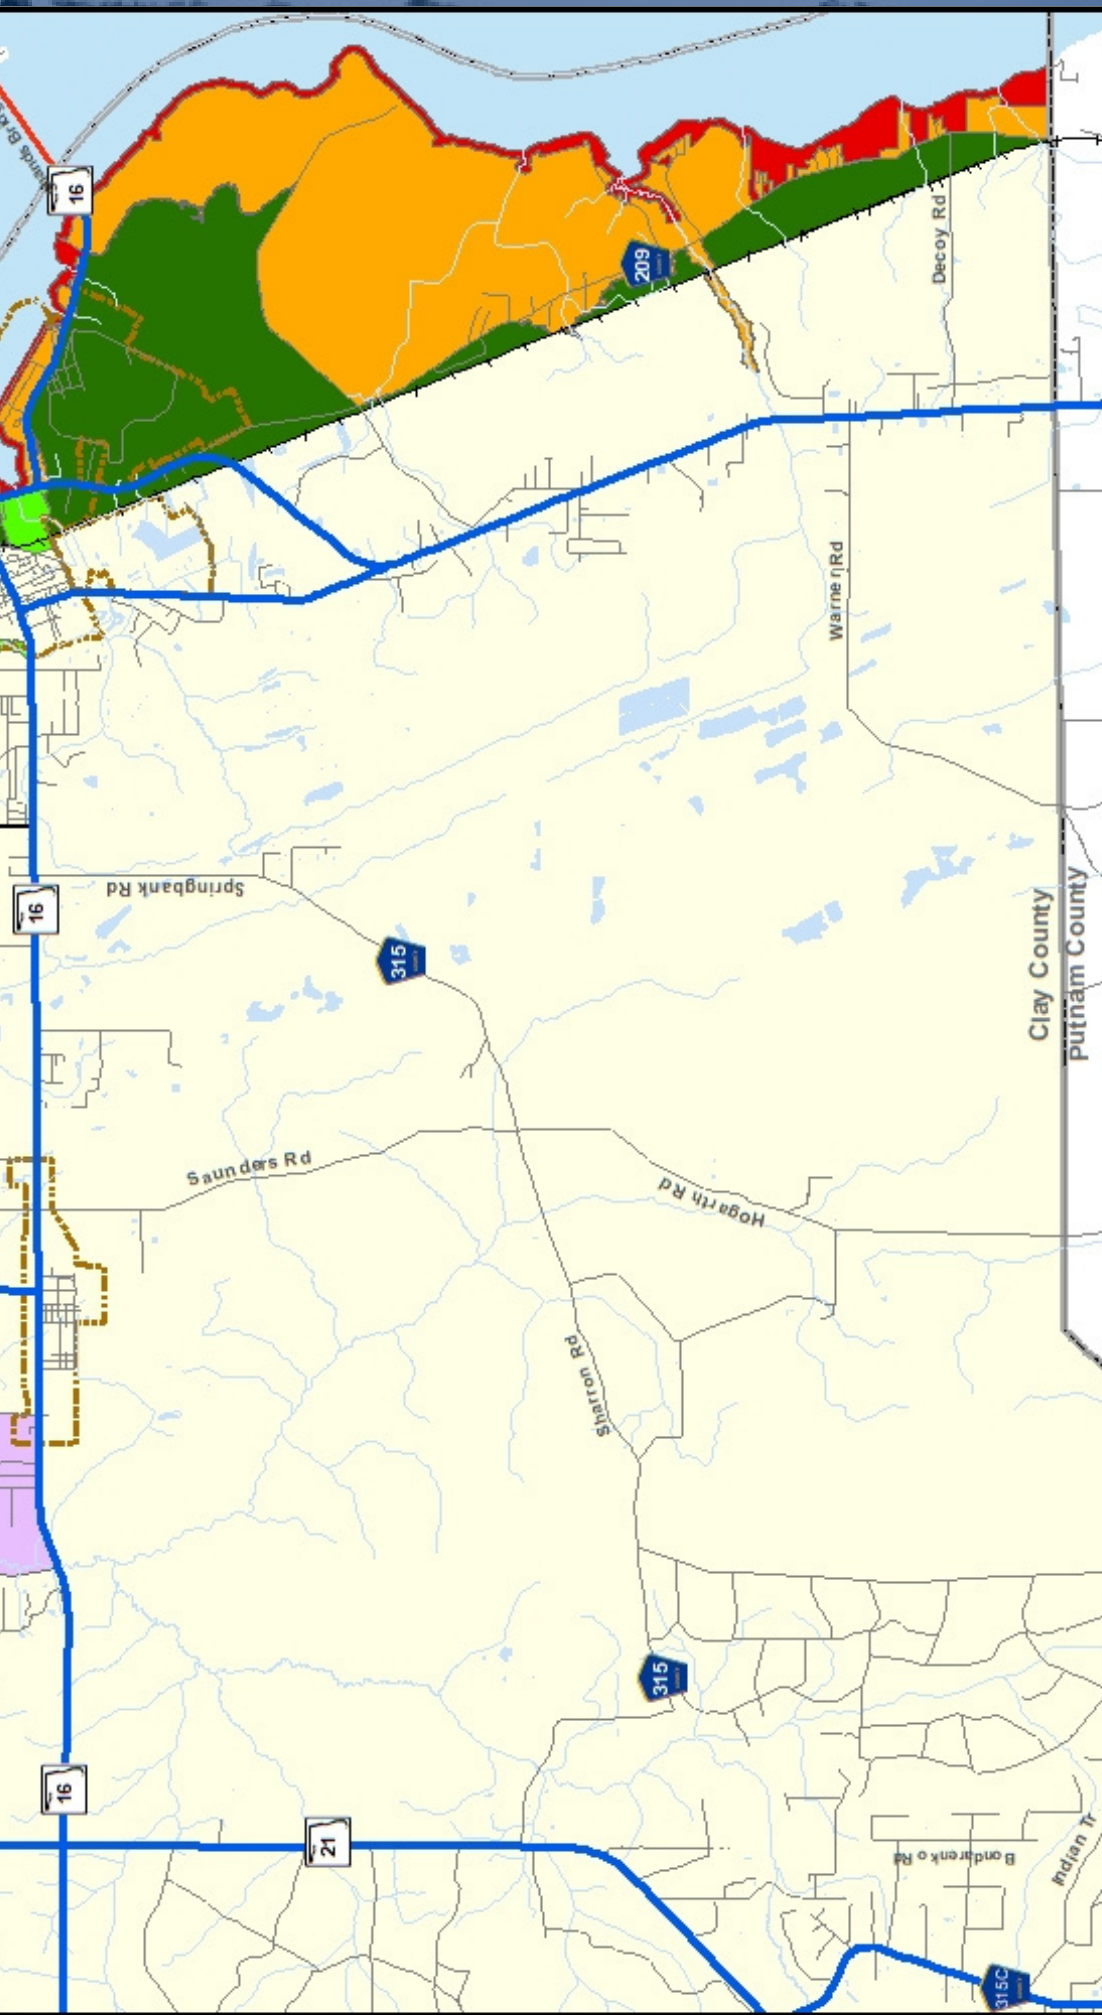 16
209
Decoy Rd
Warner Rd
Springbank Rd
16
315
Clay County
Putnam County
Saunders Rd
Hogarth Rd
Sharron Rd
315
16
21
Bondarenko Rd
Indian Tr
315C